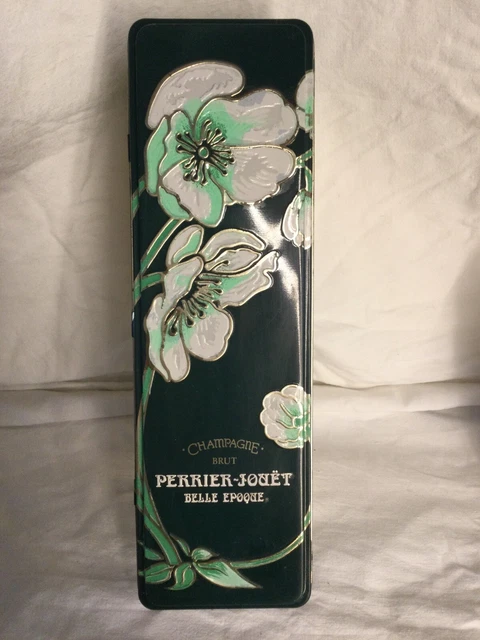 ·CHAMPAGNE·
BRUT
PERRIER-JOUËT
BELLE EPOQUE